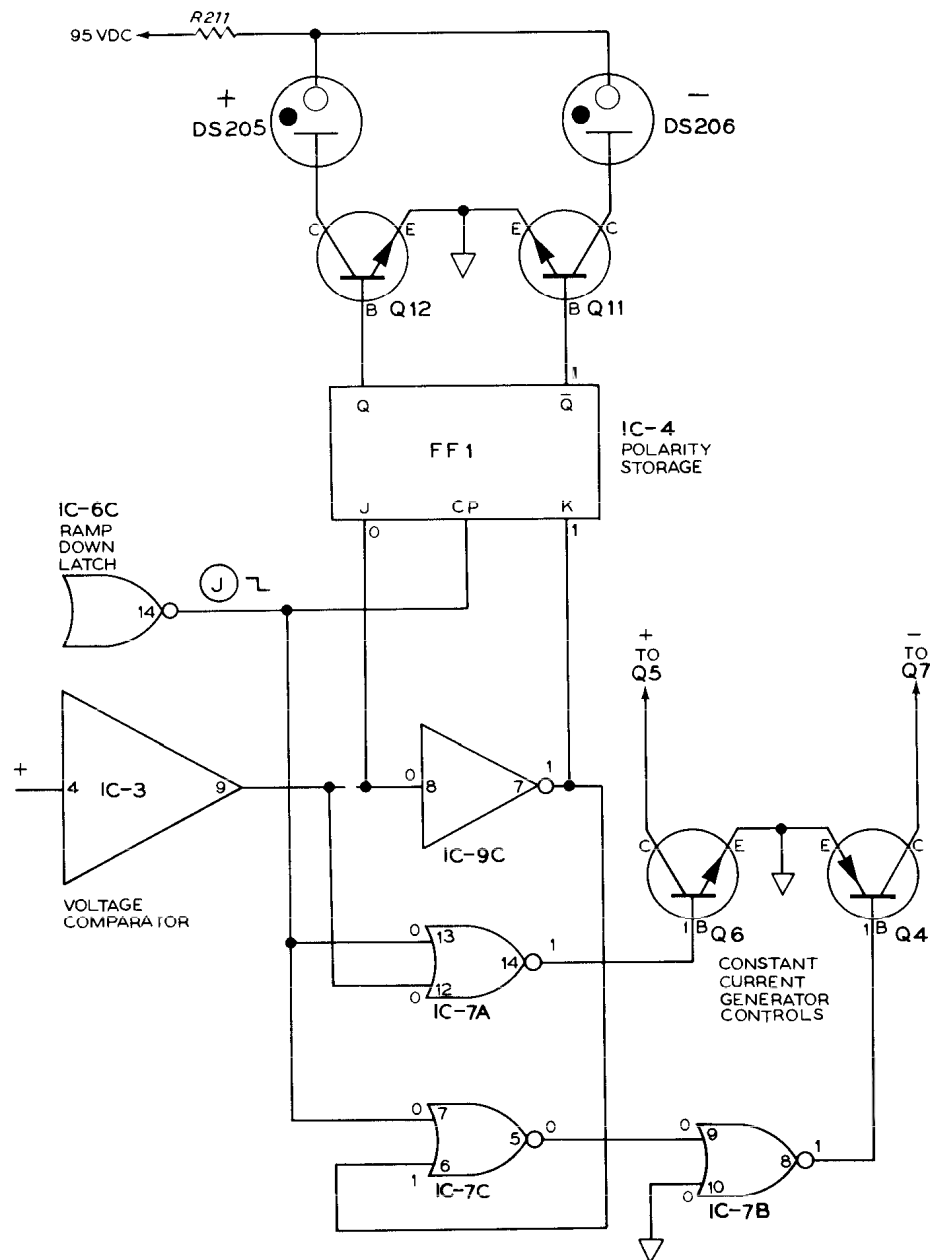 R211
95 VDC
+
DS205
−
DS206
C
E
B
Q12
E
C
B
Q11
1
Q
Q̄
FF1
J
CP
K
0
1
IC-4
POLARITY
STORAGE
IC-6C
RAMP
DOWN
LATCH
14
J
+
TO
Q5
−
TO
Q7
+
4
IC-3
9
0
8
7
1
IC-9C
VOLTAGE
COMPARATOR
C
E
1
B
Q6
E
C
1
B
Q4
CONSTANT
CURRENT
GENERATOR
CONTROLS
0
13
0
12
14
1
IC-7A
0
7
1
6
5
0
IC-7C
0
9
0
10
8
1
IC-7B